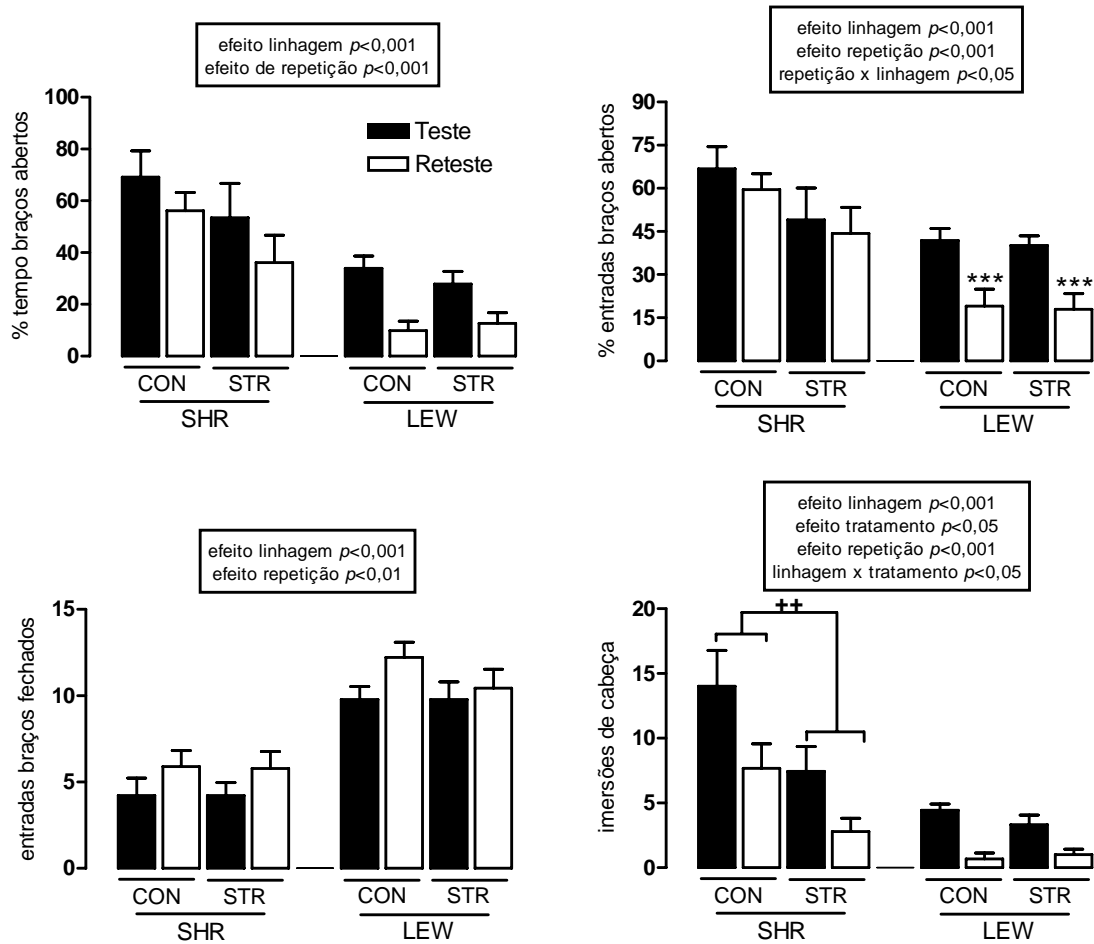 efeito linhagem p<0,001
efeito de repetição p<0,001
% tempo braços abertos
100
80
60
40
20
0
Teste
Reteste
CON STR CON STR
SHR LEW
efeito linhagem p<0,001
efeito repetição p<0,001
repetição x linhagem p<0,05
% entradas braços abertos
90
75
60
45
30
15
0
*** ***
CON STR CON STR
SHR LEW
efeito linhagem p<0,001
efeito repetição p<0,01
entradas braços fechados
15
10
5
0
CON STR CON STR
SHR LEW
efeito linhagem p<0,001
efeito tratamento p<0,05
efeito repetição p<0,001
linhagem x tratamento p<0,05
imersões de cabeça
20
15
10
5
0
++
CON STR CON STR
SHR LEW